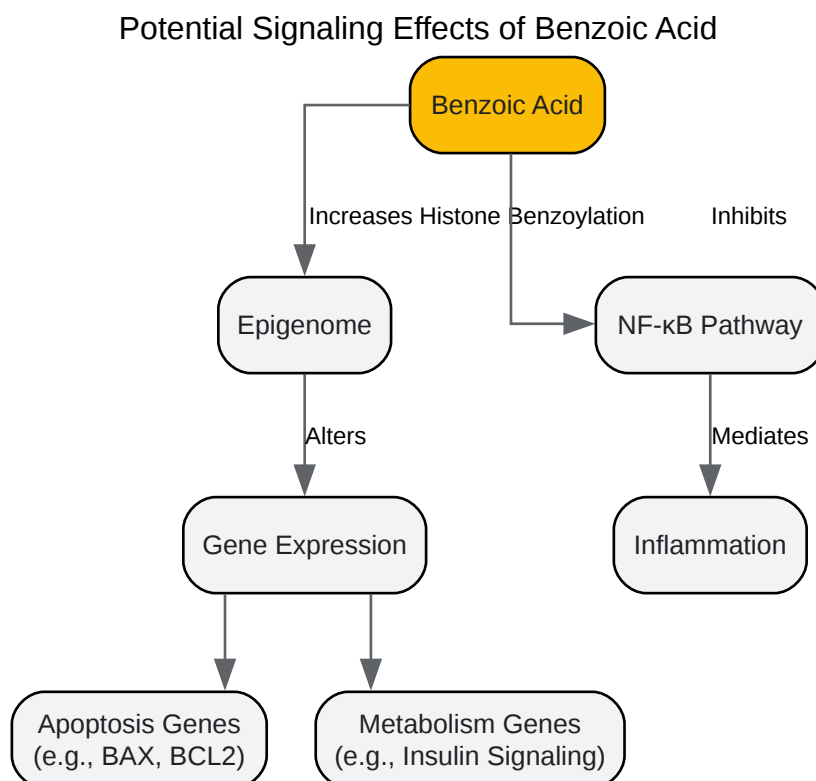 Potential Signaling Effects of Benzoic Acid
Benzoic Acid
Increases Histone Benzoylation
Inhibits
Epigenome
NF-κB Pathway
Alters
Mediates
Gene Expression
Inflammation
Apoptosis Genes
(e.g., BAX, BCL2)
Metabolism Genes
(e.g., Insulin Signaling)